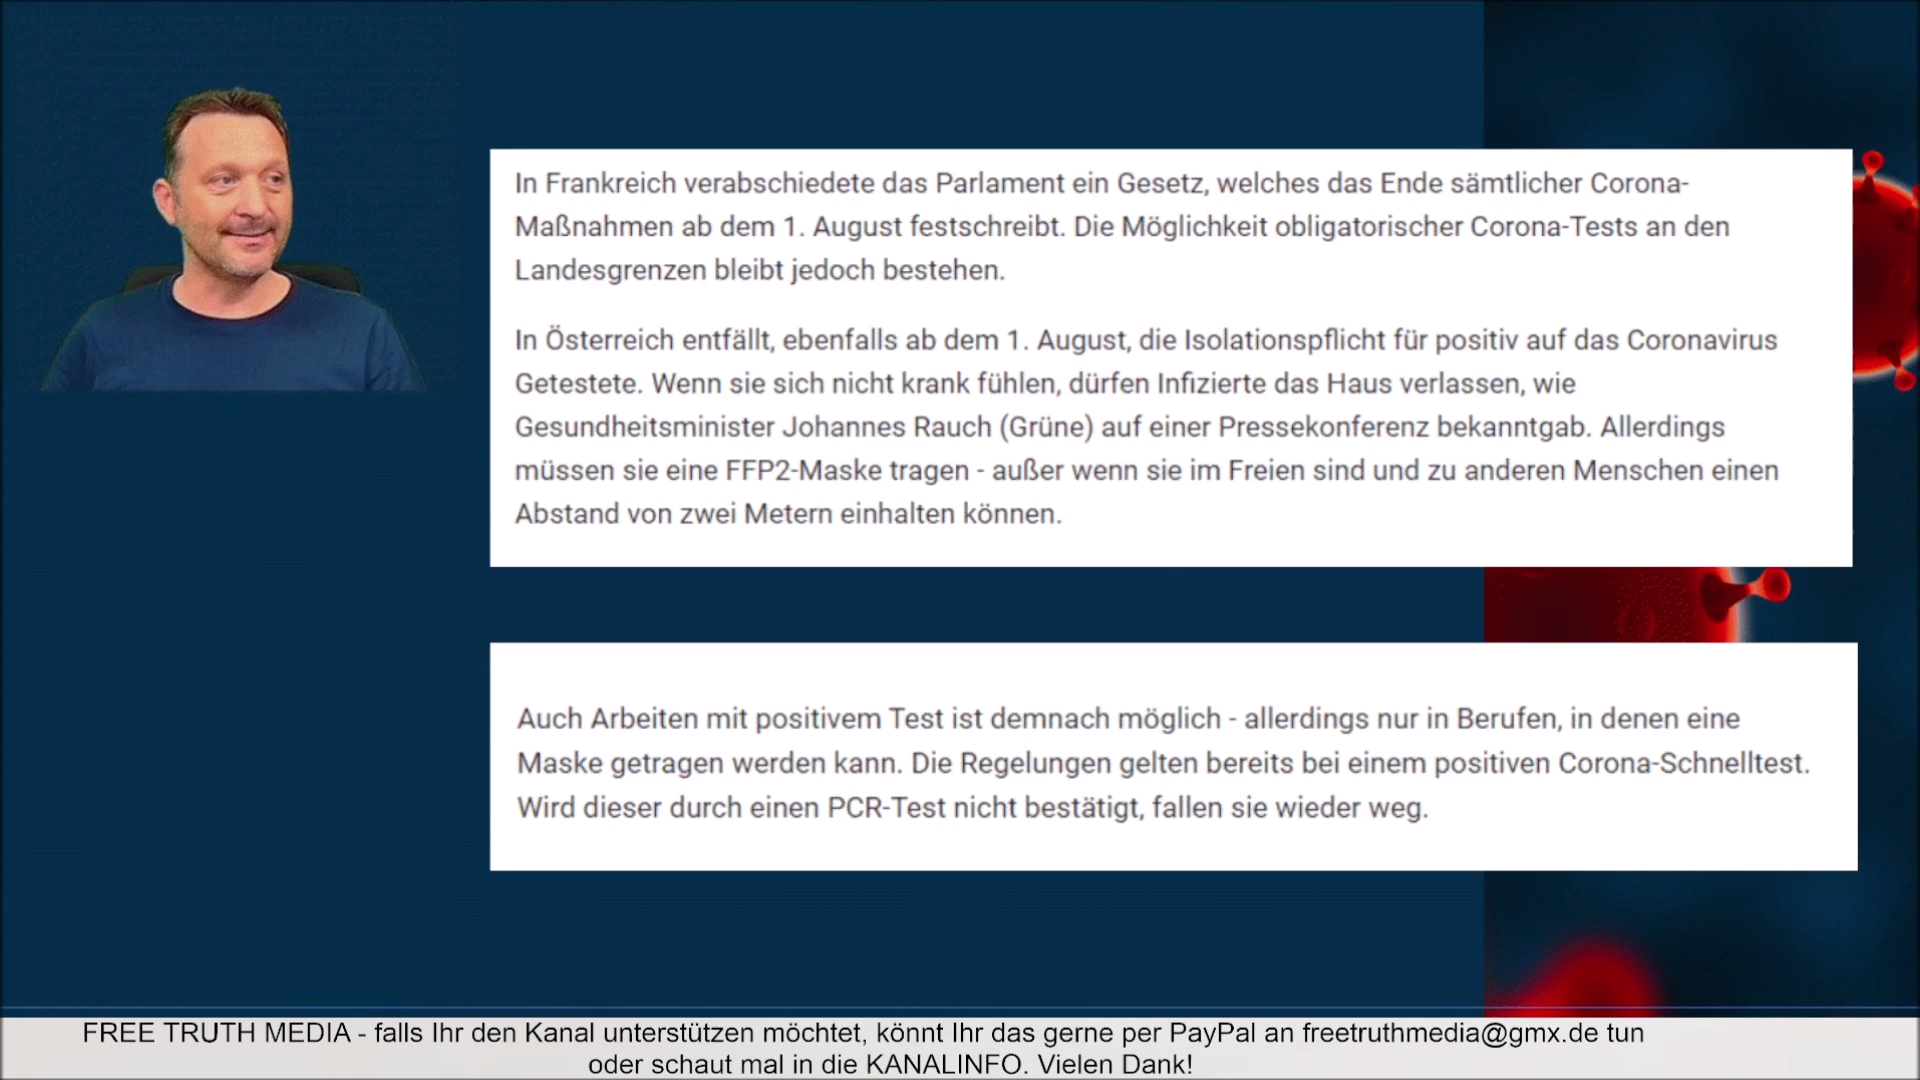 In Frankreich verabschiedete das Parlament ein Gesetz, welches das Ende sämtlicher Corona-
Maßnahmen ab dem 1. August festschreibt. Die Möglichkeit obligatorischer Corona-Tests an den
Landesgrenzen bleibt jedoch bestehen.
In Österreich entfällt, ebenfalls ab dem 1. August, die Isolationspflicht für positiv auf das Coronavirus
Getestete. Wenn sie sich nicht krank fühlen, dürfen Infizierte das Haus verlassen, wie
Gesundheitsminister Johannes Rauch (Grüne) auf einer Pressekonferenz bekanntgab. Allerdings
müssen sie eine FFP2-Maske tragen - außer wenn sie im Freien sind und zu anderen Menschen einen
Abstand von zwei Metern einhalten können.
Auch Arbeiten mit positivem Test ist demnach möglich - allerdings nur in Berufen, in denen eine
Maske getragen werden kann. Die Regelungen gelten bereits bei einem positiven Corona-Schnelltest.
Wird dieser durch einen PCR-Test nicht bestätigt, fallen sie wieder weg.
FREE TRUTH MEDIA - falls Ihr den Kanal unterstützen möchtet, könnt Ihr das gerne per PayPal an freetruthmedia@gmx.de tun
oder schaut mal in die KANALINFO. Vielen Dank!